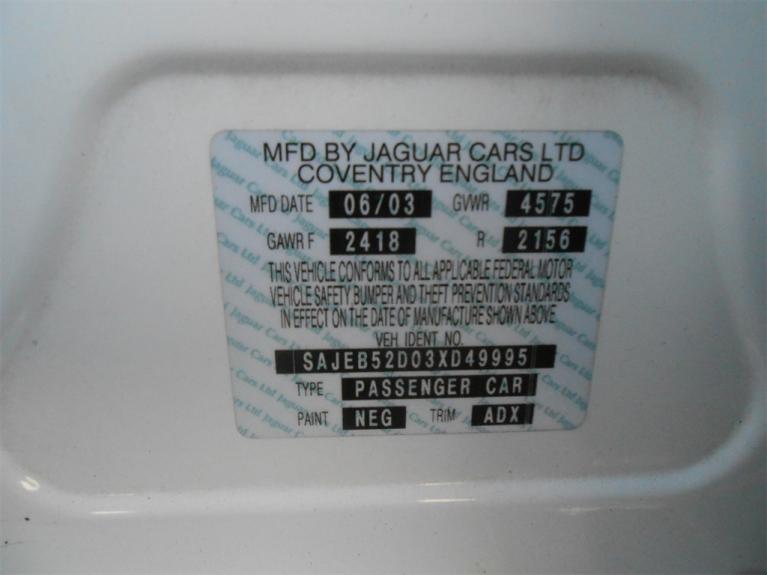 MFD BY JAGUAR CARS LTD
COVENTRY ENGLAND
MFD DATE 06/03 GVWR 4575
GAWR F 2418 R 2156
THIS VEHICLE CONFORMS TO ALL APPLICABLE FEDERAL MOTOR
VEHICLE SAFETY BUMPER AND THEFT PREVENTION STANDARDS
IN EFFECT ON THE DATE OF MANUFACTURE SHOWN ABOVE
VEH IDENT NO.
SAJEB52D03XD49995
TYPE PASSENGER CAR
PAINT NEG TRIM ADX